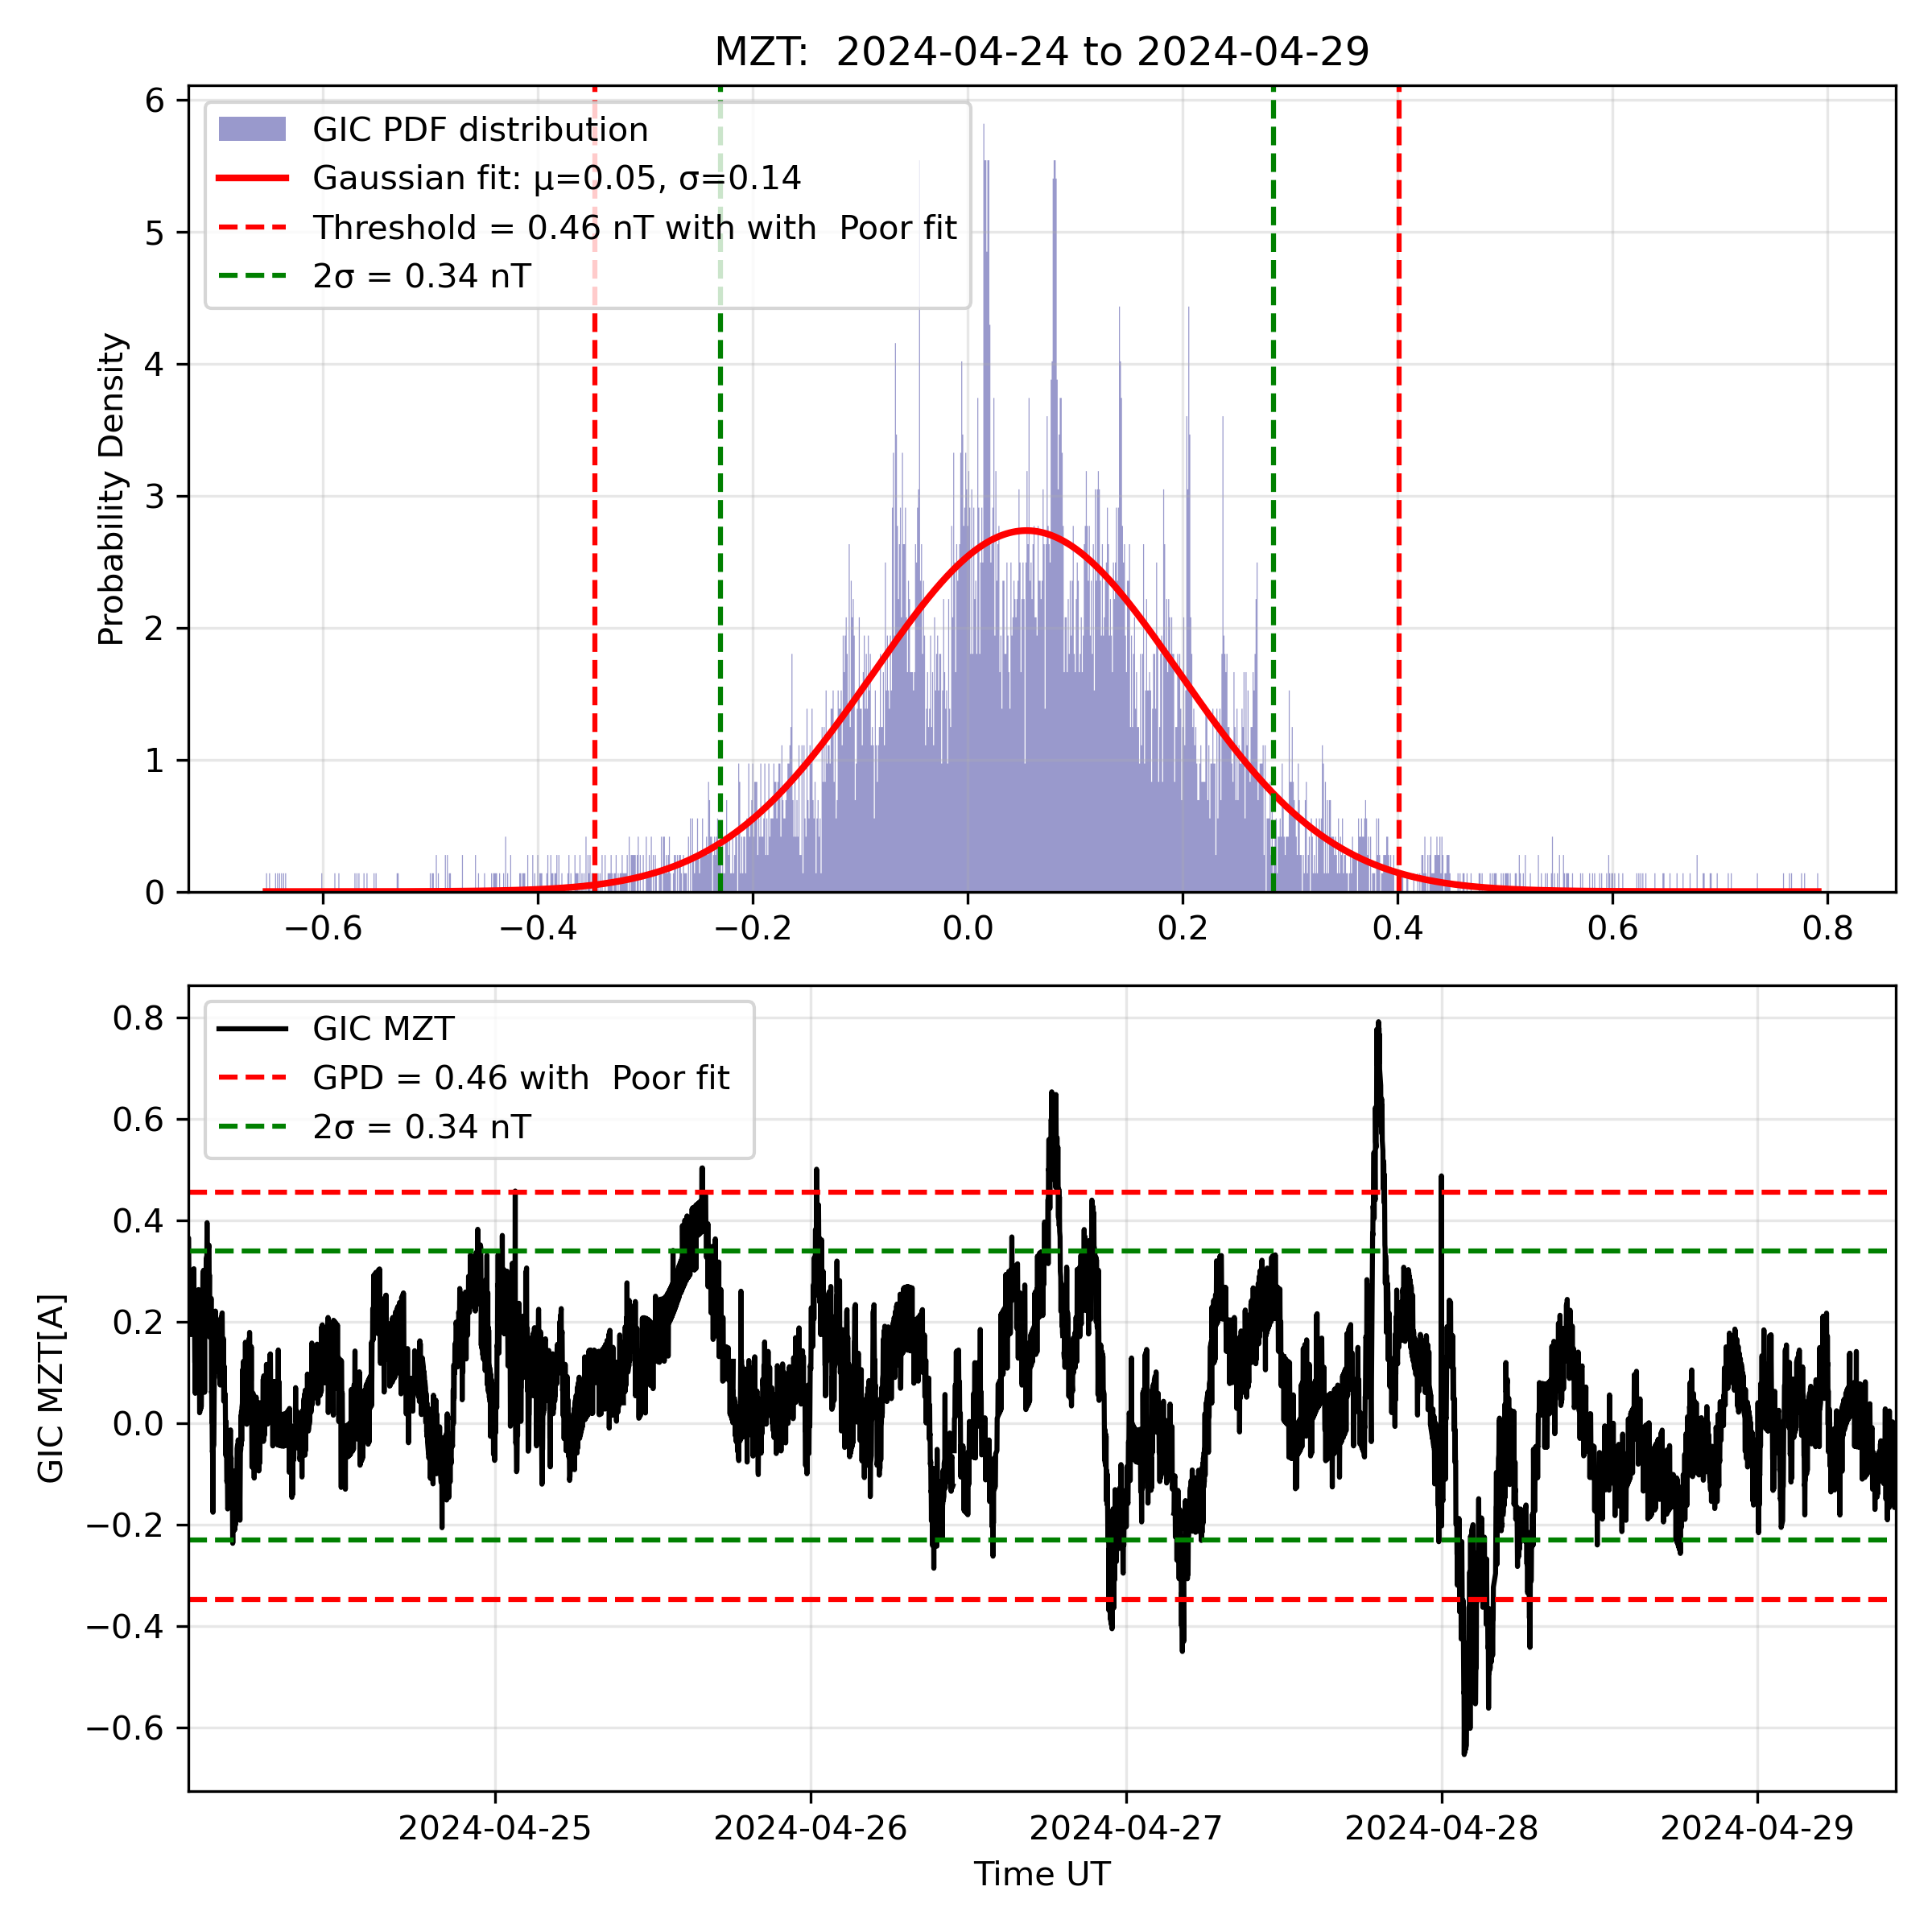 MZT:  2024-04-24 to 2024-04-29
GIC PDF distribution
Gaussian fit: μ=0.05, σ=0.14
Threshold = 0.46 nT with with  Poor fit
2σ = 0.34 nT
Probability Density
6
5
4
3
2
1
0
−0.6 −0.4 −0.2 0.0 0.2 0.4 0.6 0.8
GIC MZT
GPD = 0.46 with  Poor fit
2σ = 0.34 nT
GIC MZT[A]
0.8
0.6
0.4
0.2
0.0
−0.2
−0.4
−0.6
2024-04-25 2024-04-26 2024-04-27 2024-04-28 2024-04-29
Time UT